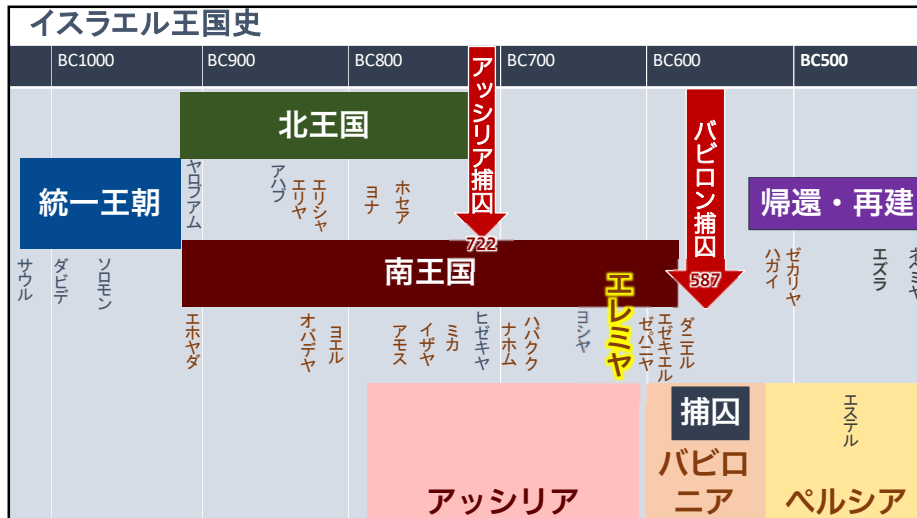 イスラエル王国史
BC1000
BC900
BC800
BC700
BC600
BC500
アッシリア捕囚
722
バビロン捕囚
587
北王国
統一王朝
帰還・再建
ヤロブアム
アハブ
エリヤ
エリシャ
ヨナ
ホセア
南王国
サウル
ダビデ
ソロモン
ハガイ
ゼカリヤ
エズラ
ネヘミヤ
エホヤダ
オバデヤ
ヨエル
アモス
イザヤ
ミカ
ヒゼキヤ
ナホム
ハバクク
ヨシヤ
エレミヤ
ゼパニヤ
エゼキエル
ダニエル
捕囚
エステル
アッシリア
バビロ
ニア
ペルシア